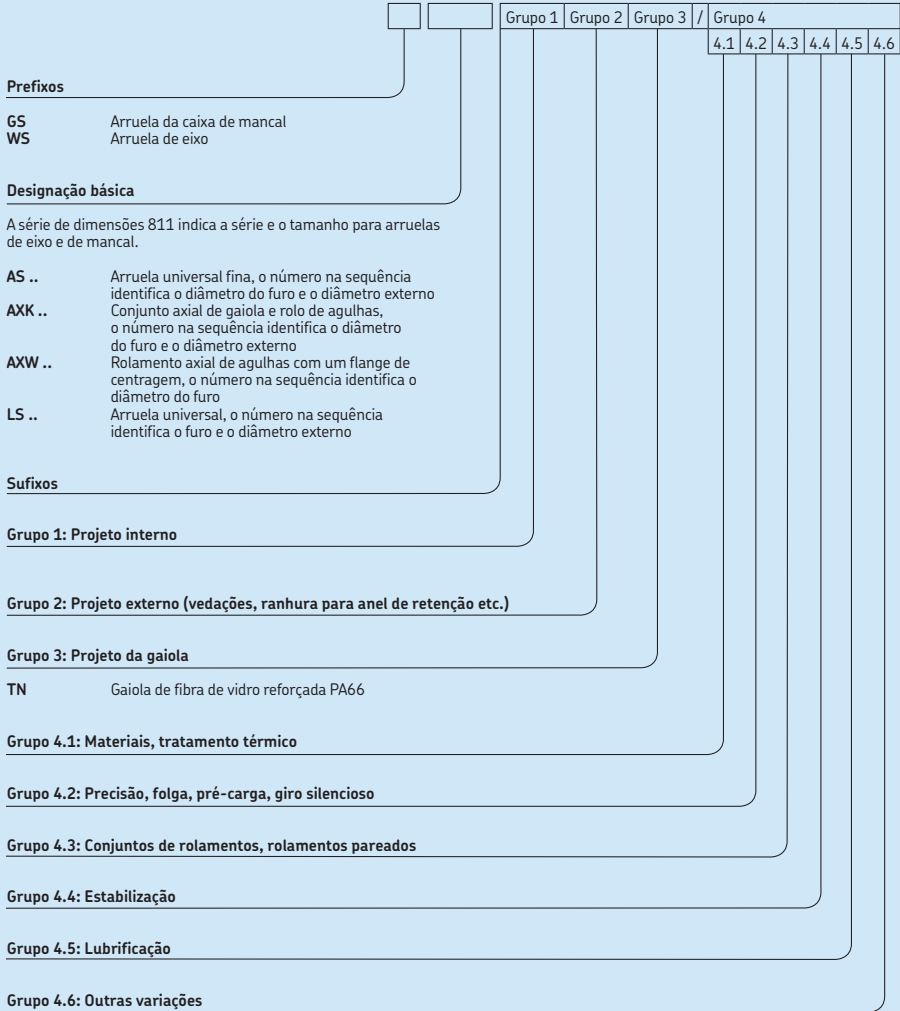 Grupo 1 Grupo 2 Grupo 3 / Grupo 4
4.1 4.2 4.3 4.4 4.5 4.6
Prefixos
GS Arruela da caixa de mancal
WS Arruela de eixo
Designação básica
A série de dimensões 811 indica a série e o tamanho para arruelas
de eixo e de mancal.
AS .. Arruela universal fina, o número na sequência
identifica o diâmetro do furo e o diâmetro externo
AXK .. Conjunto axial de gaiola e rolo de agulhas,
o número na sequência identifica o diâmetro
do furo e o diâmetro externo
AXW .. Rolamento axial de agulhas com um flange de
centragem, o número na sequência identifica o
diâmetro do furo
LS .. Arruela universal, o número na sequência
identifica o furo e o diâmetro externo
Sufixos
Grupo 1: Projeto interno
Grupo 2: Projeto externo (vedações, ranhura para anel de retenção etc.)
Grupo 3: Projeto da gaiola
TN Gaiola de fibra de vidro reforçada PA66
Grupo 4.1: Materiais, tratamento térmico
Grupo 4.2: Precisão, folga, pré-carga, giro silencioso
Grupo 4.3: Conjuntos de rolamentos, rolamentos pareados
Grupo 4.4: Estabilização
Grupo 4.5: Lubrificação
Grupo 4.6: Outras variações